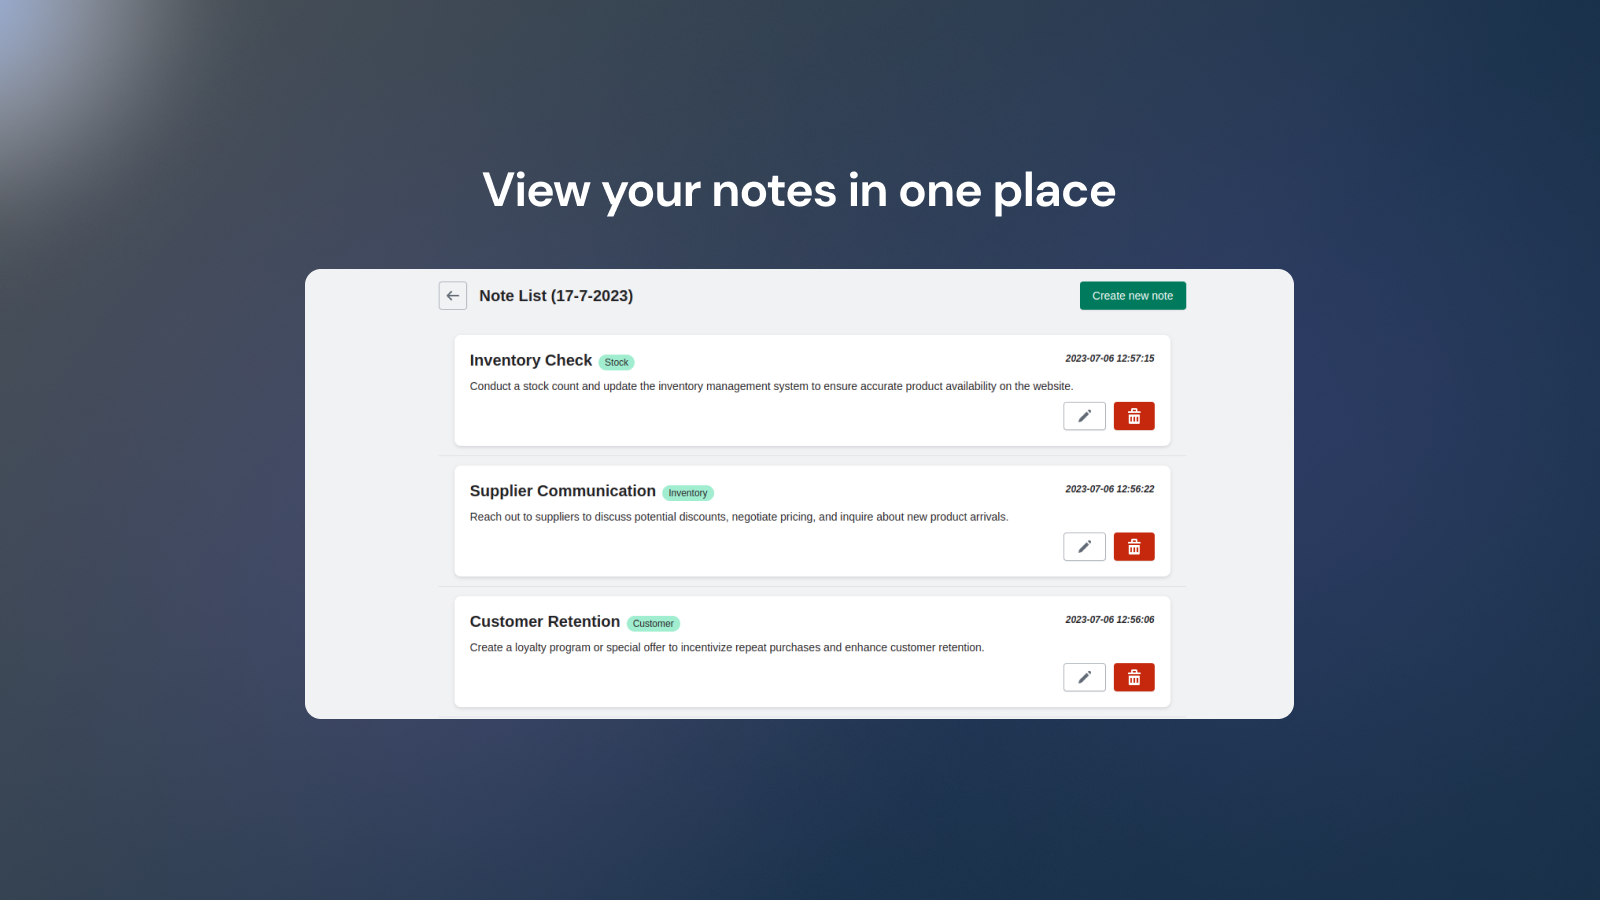 View your notes in one place
Note List (17-7-2023)
Create new note
Inventory Check Stock
2023-07-06 12:57:15
Conduct a stock count and update the inventory management system to ensure accurate product availability on the website.
Supplier Communication Inventory
2023-07-06 12:56:22
Reach out to suppliers to discuss potential discounts, negotiate pricing, and inquire about new product arrivals.
Customer Retention Customer
2023-07-06 12:56:06
Create a loyalty program or special offer to incentivize repeat purchases and enhance customer retention.